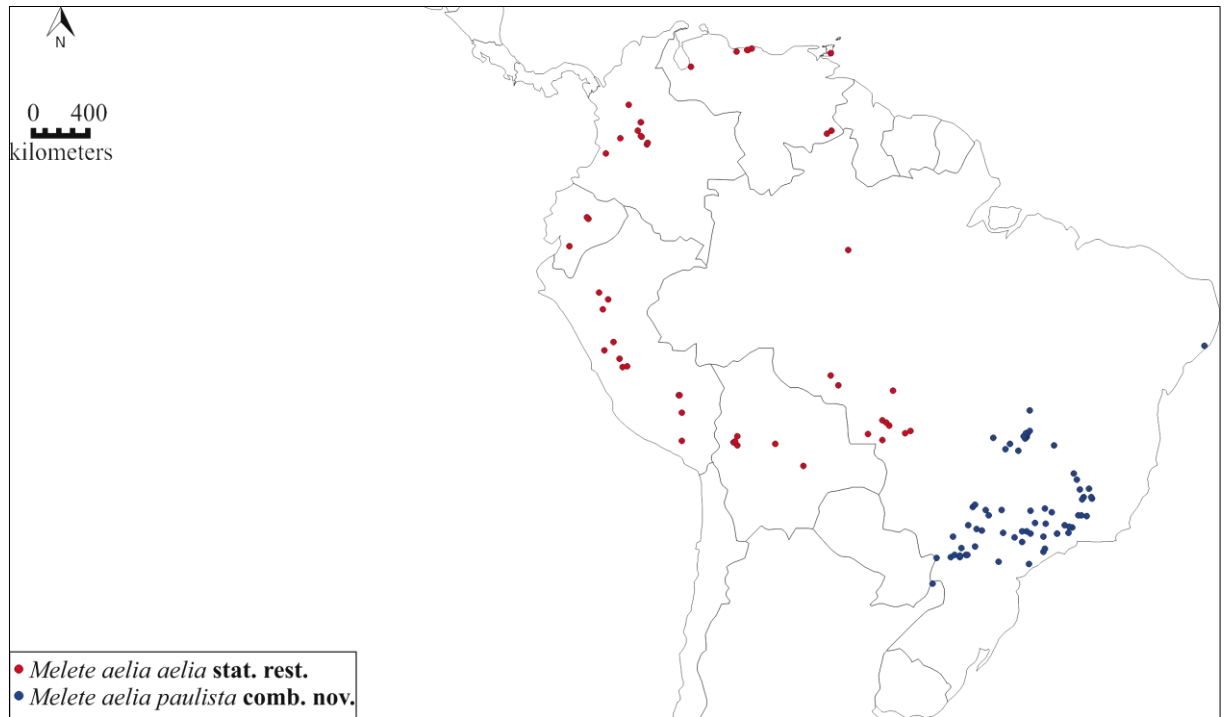 N
0 400
kilometers
Melete aelia aelia stat. rest.
Melete aelia paulista comb. nov.